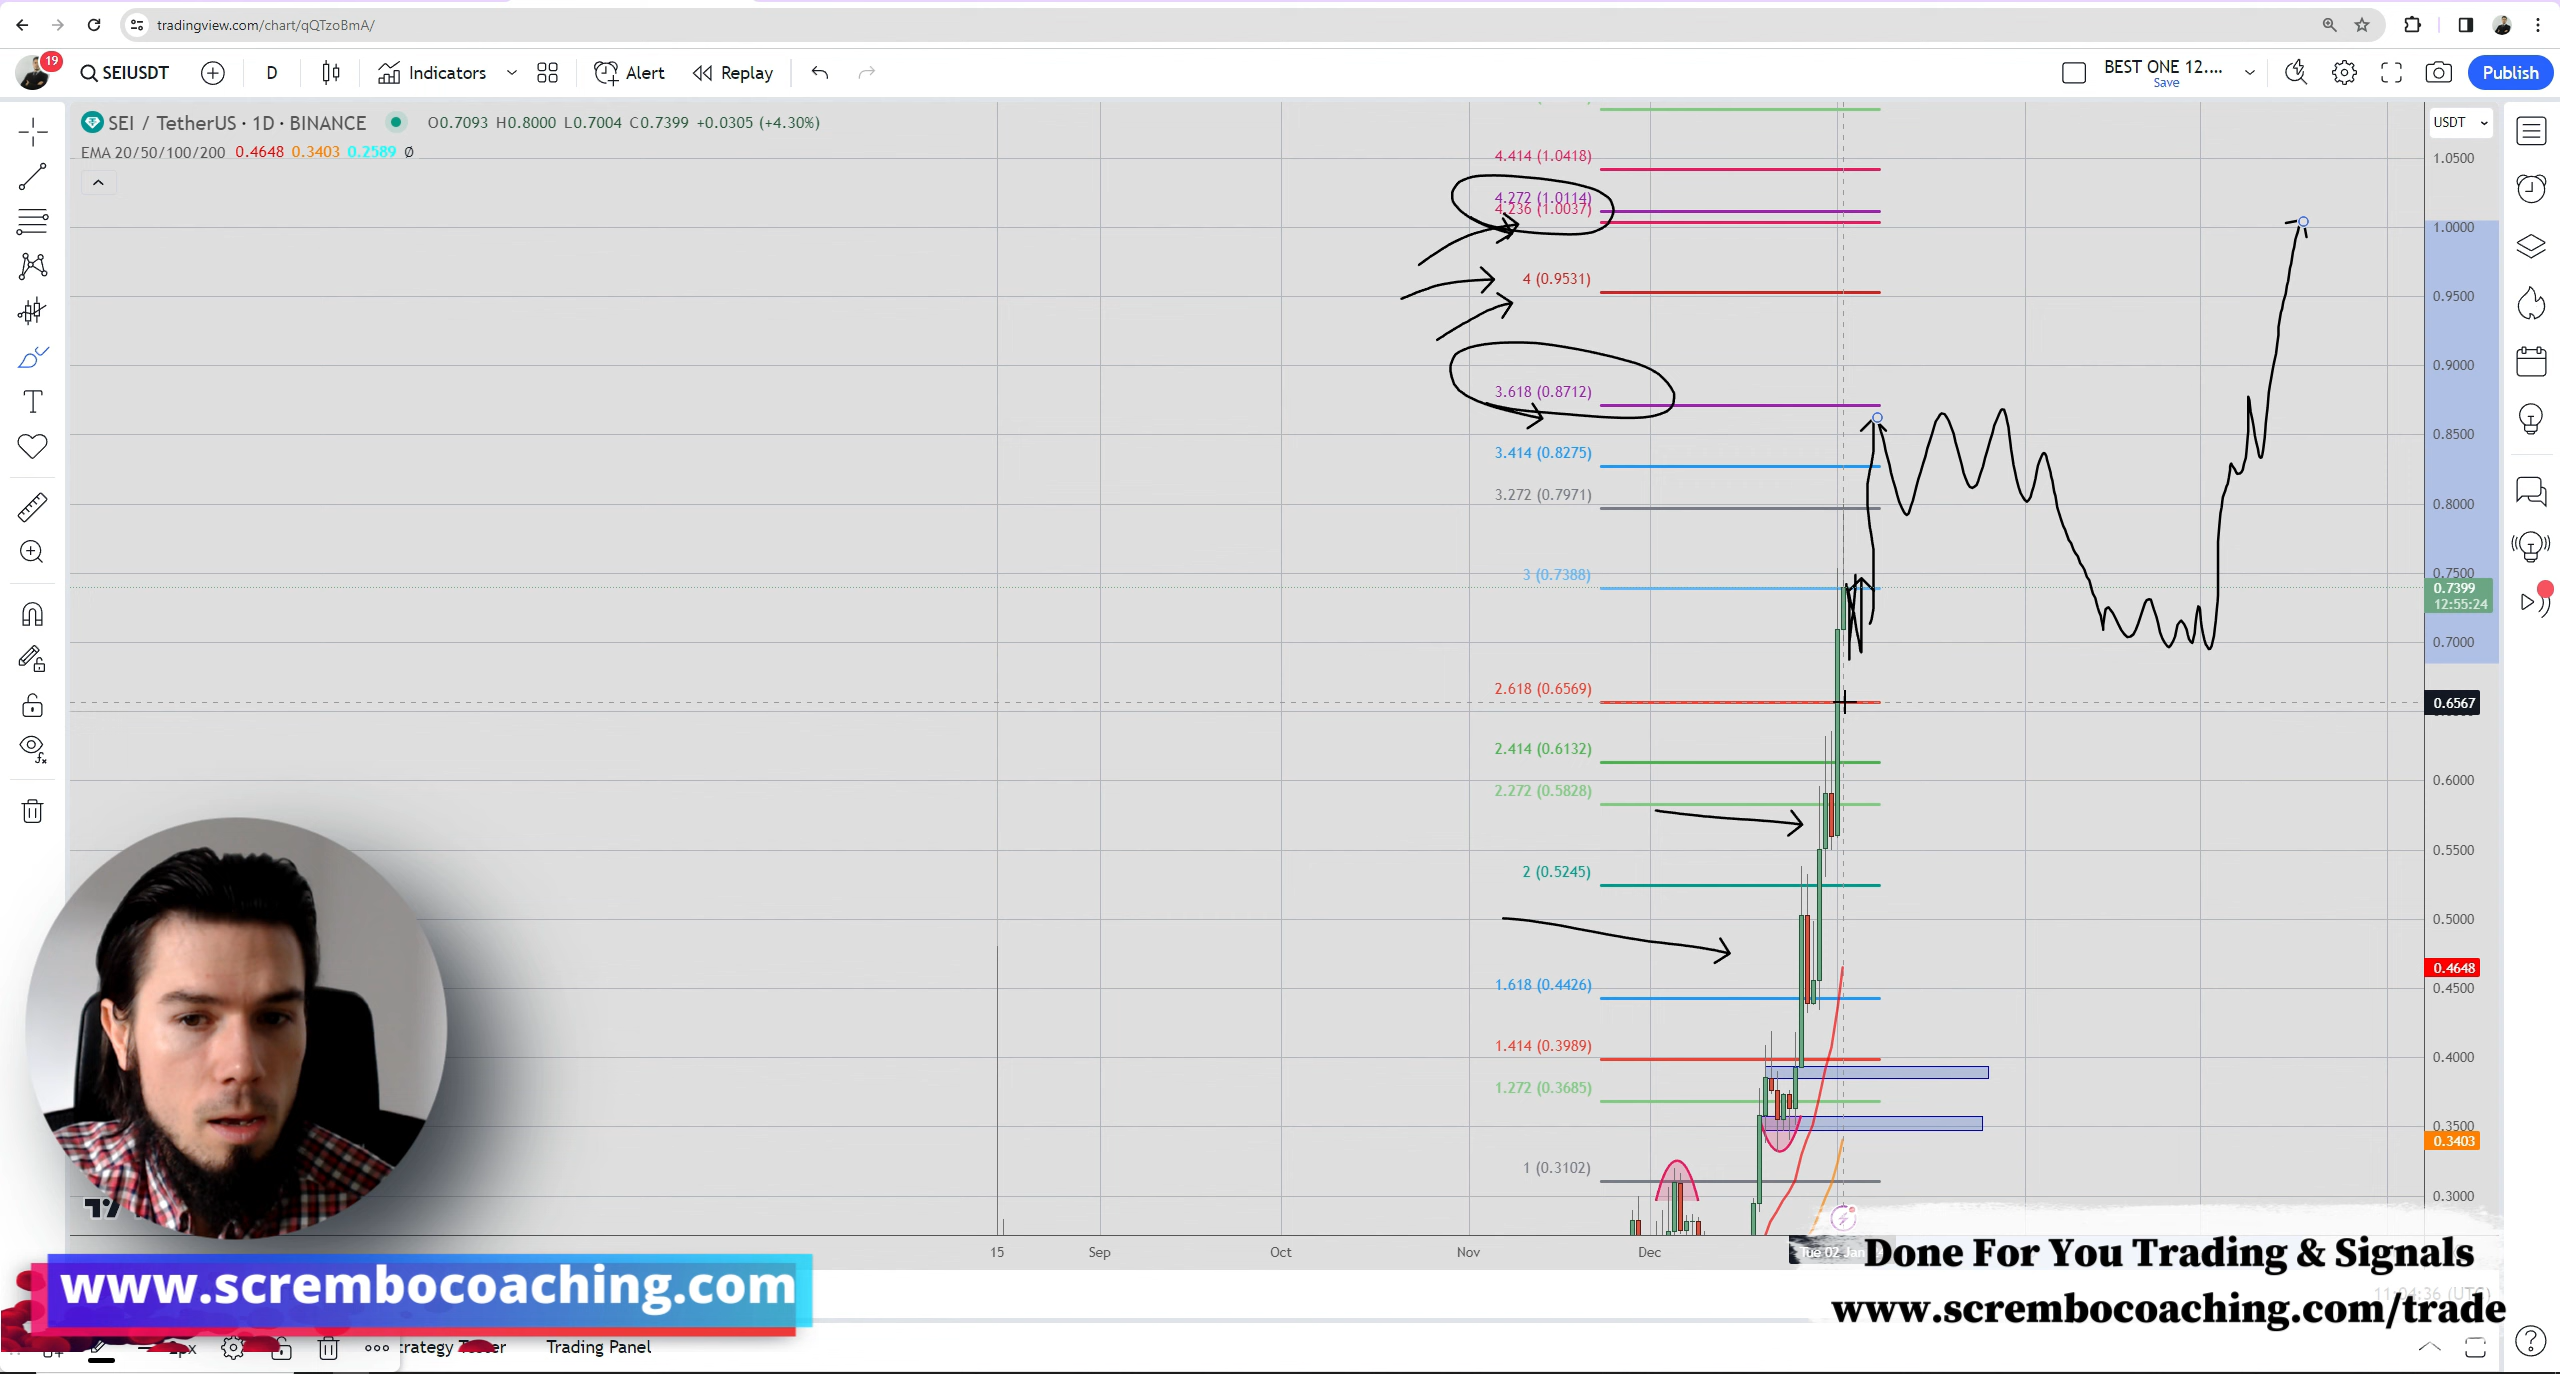 tradingview.com/chart/qQTzoBmA/
19
SEIUSDT
D
Indicators
Alert
Replay
BEST ONE 12....
Save
Publish
SEI / TetherUS · 1D · BINANCE
O0.7093 H0.8000 L0.7004 C0.7399 +0.0305 (+4.30%)
EMA 20/50/100/200 0.4648 0.3403 0.2589 Ø
USDT
4.414 (1.0418)
4.272 (1.0114)
4.236 (1.0037)
4 (0.9531)
3.618 (0.8712)
3.414 (0.8275)
3.272 (0.7971)
3 (0.7388)
2.618 (0.6569)
2.414 (0.6132)
2.272 (0.5828)
2 (0.5245)
1.618 (0.4426)
1.414 (0.3989)
1.272 (0.3685)
1 (0.3102)
1.0500
1.0000
0.9500
0.9000
0.8500
0.8000
0.7500
0.7399
12:55:24
0.7000
0.6567
0.6000
0.5500
0.5000
0.4648
0.4500
0.4000
0.3500
0.3403
0.3000
15
Sep
Oct
Nov
Dec
Tue 02 Jan
www.scrembocoaching.com
Done For You Trading & Signals
www.scrembocoaching.com/trade
Trading Panel